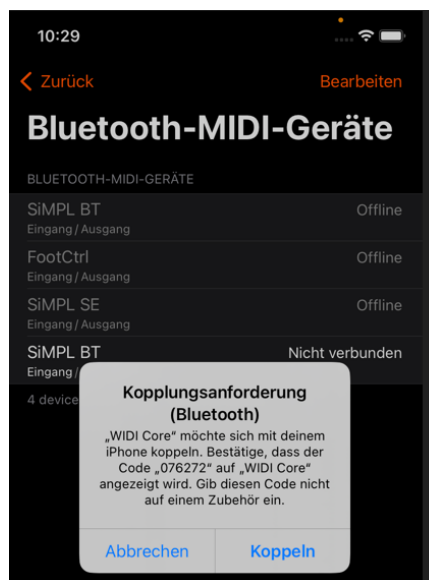 10:29
Zurück
Bearbeiten
Bluetooth-MIDI-Geräte
BLUETOOTH-MIDI-GERÄTE
SiMPL BT
Offline
Eingang / Ausgang
FootCtrl
Offline
Eingang / Ausgang
SiMPL SE
Offline
Eingang / Ausgang
SiMPL BT
Nicht verbunden
Eingang /
4 device
Kopplungsanforderung
(Bluetooth)
„WIDI Core“ möchte sich mit deinem
iPhone koppeln. Bestätige, dass der
Code „076272“ auf „WIDI Core“
angezeigt wird. Gib diesen Code nicht
auf einem Zubehör ein.
Abbrechen
Koppeln